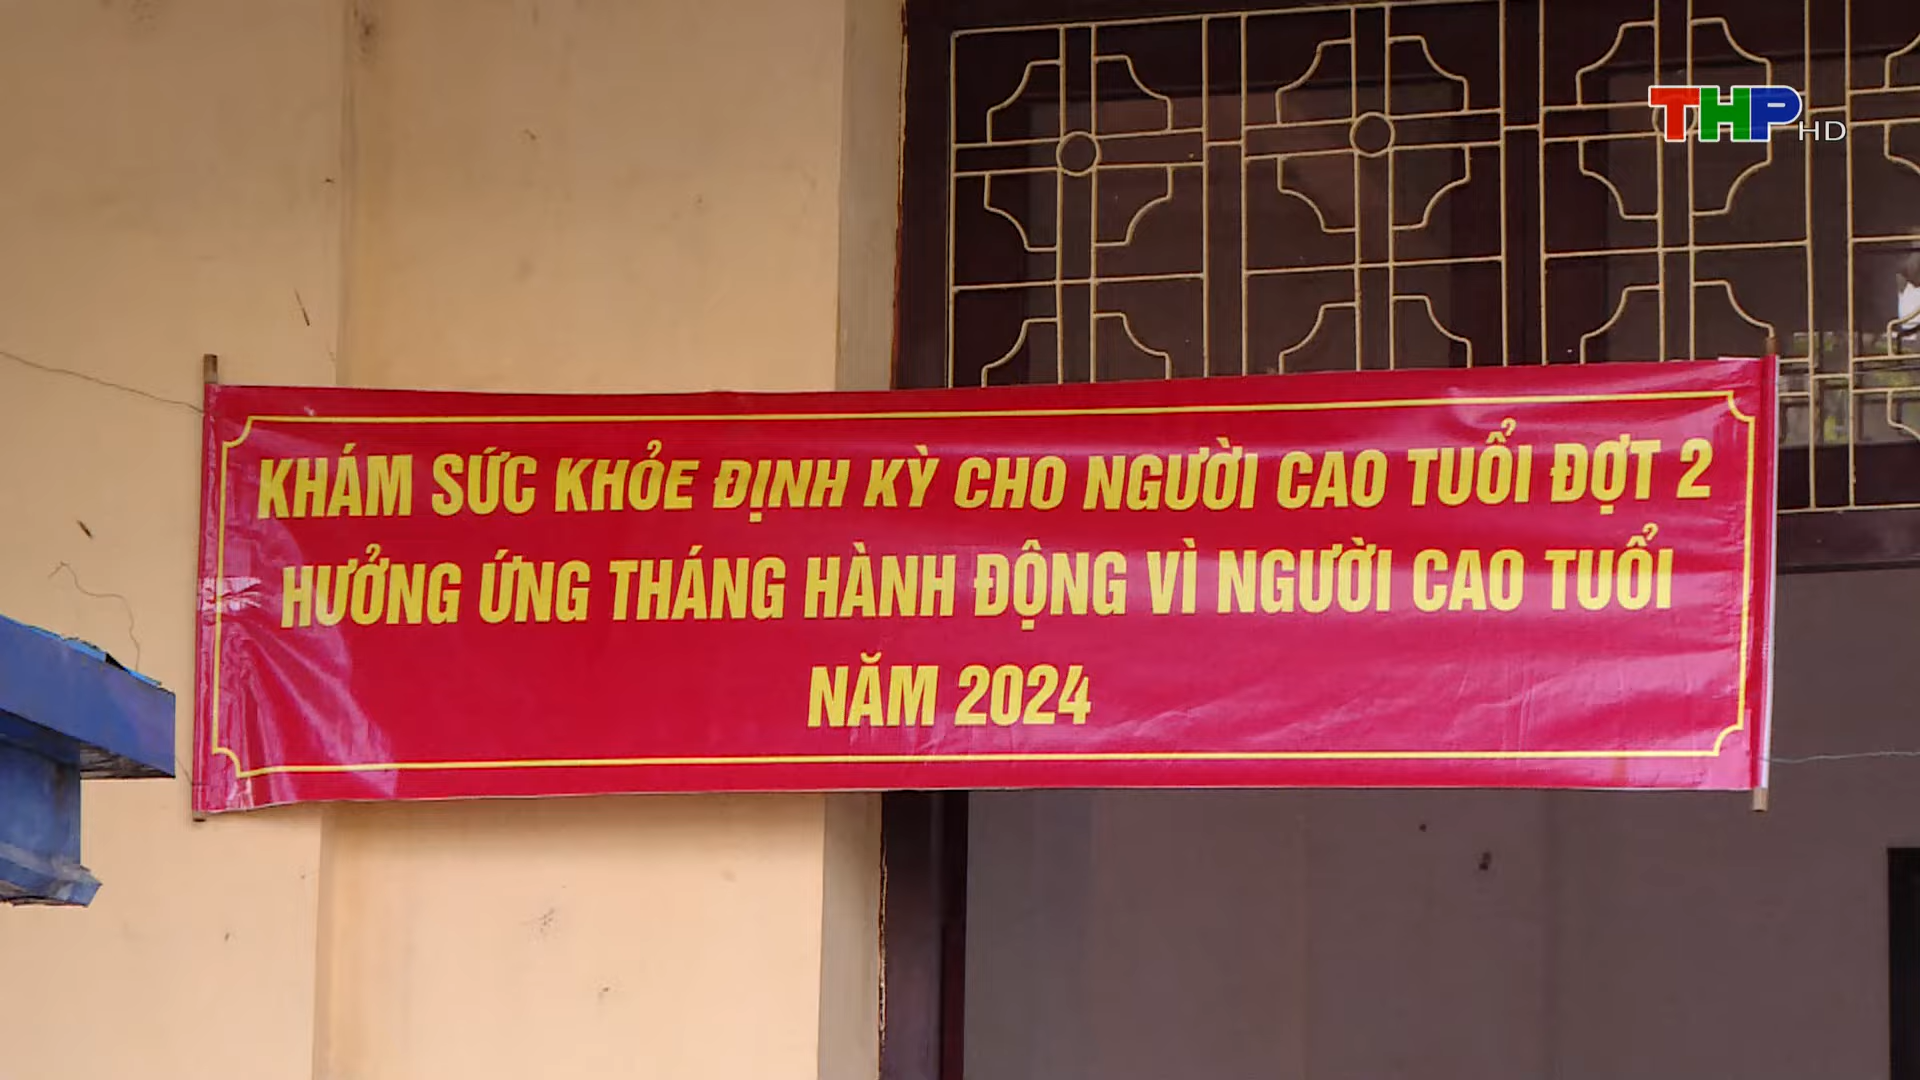 THP HD
KHÁM SỨC KHỎE ĐỊNH KỲ CHO NGƯỜI CAO TUỔI ĐỢT 2
HƯỞNG ỨNG THÁNG HÀNH ĐỘNG VÌ NGƯỜI CAO TUỔI
NĂM 2024